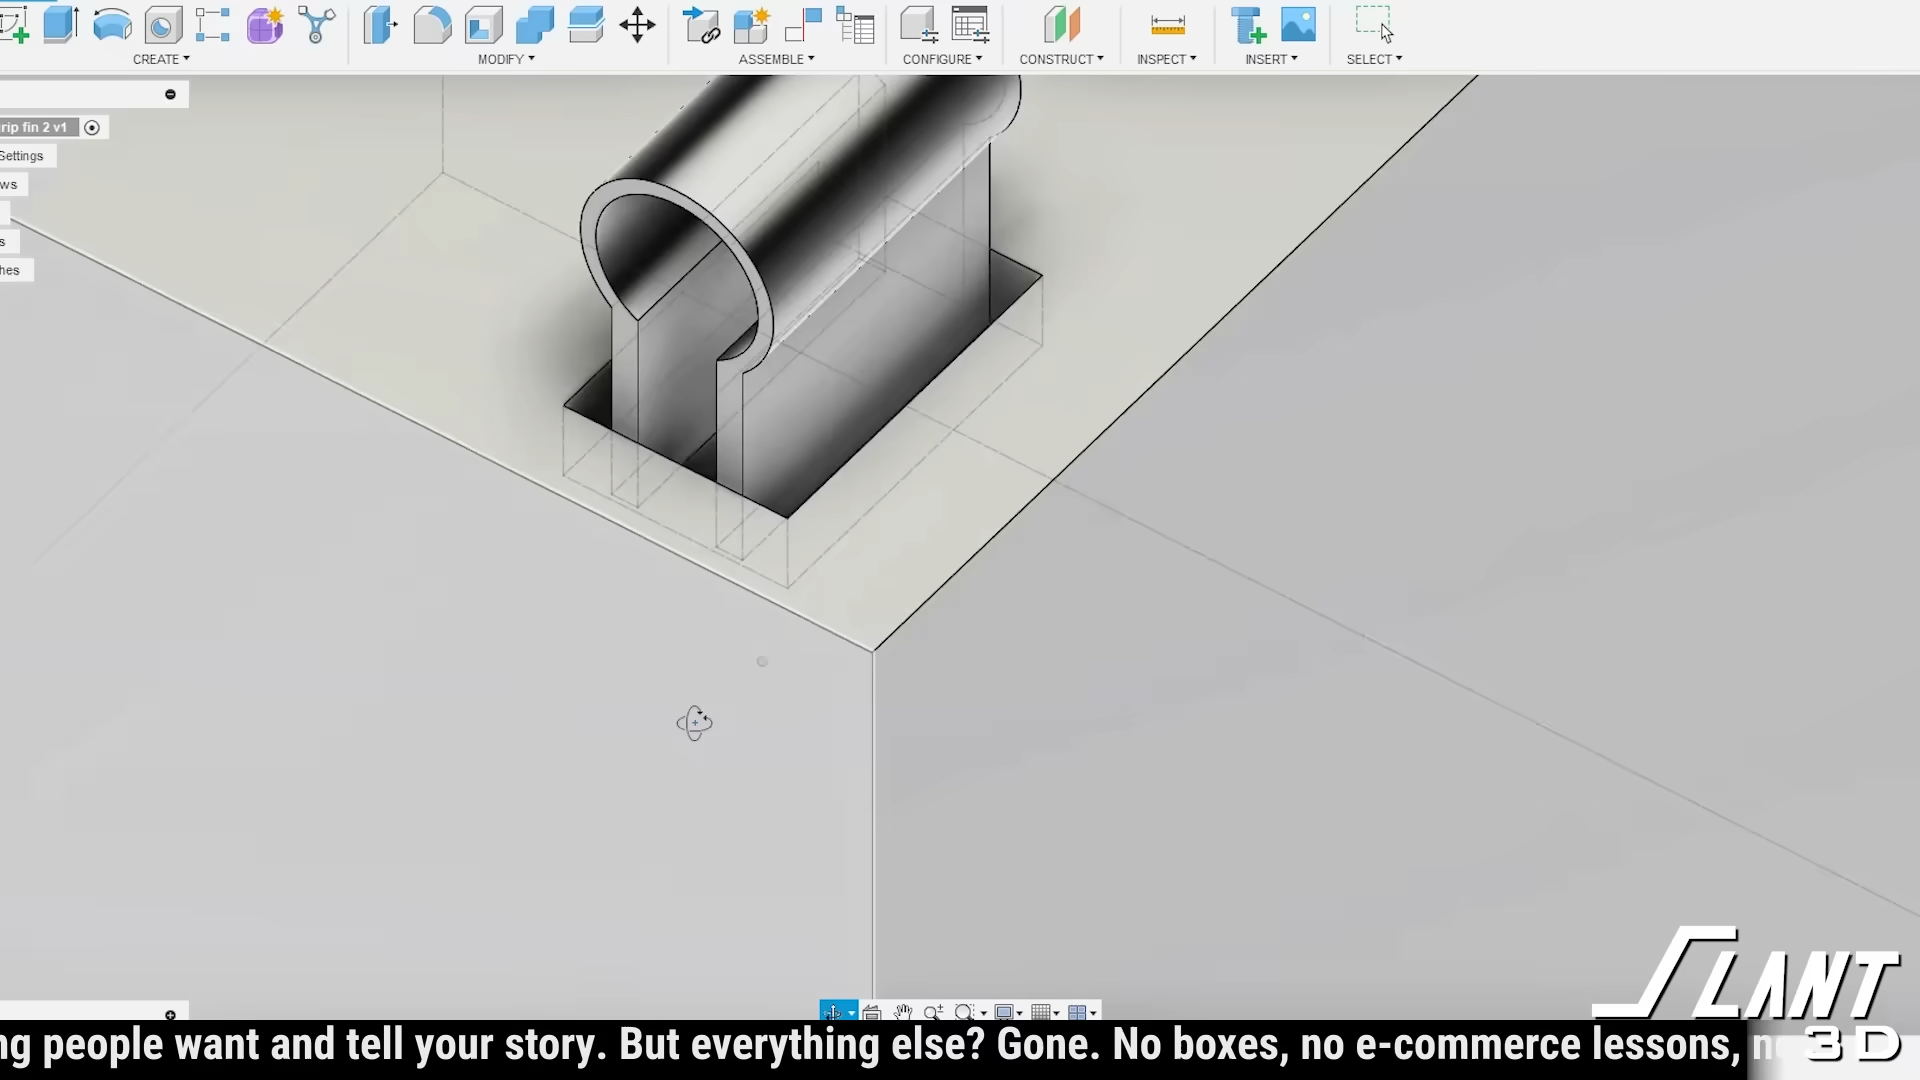 CREATE
MODIFY
ASSEMBLE
CONFIGURE
CONSTRUCT
INSPECT
INSERT
SELECT
rip fin 2 v1
Settings
ws
s
hes
SLANT
3D
ng people want and tell your story. But everything else? Gone. No boxes, no e-commerce lessons,